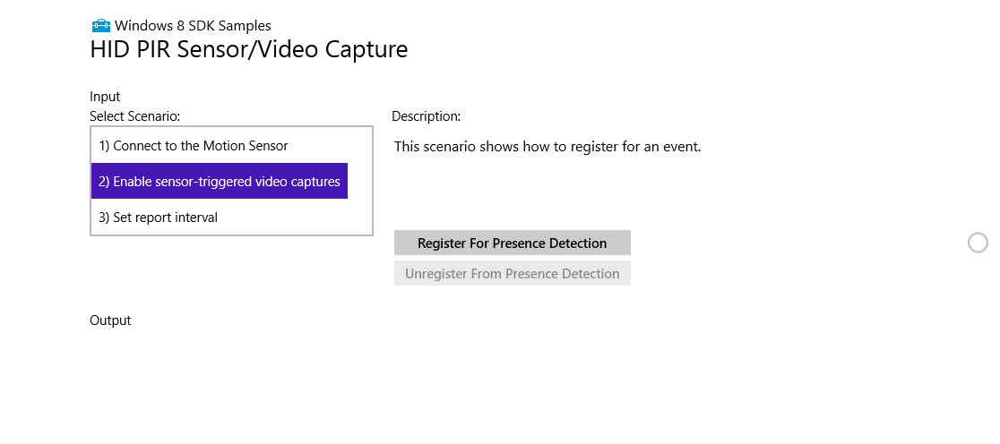 Windows 8 SDK Samples
HID PIR Sensor/Video Capture
Input
Select Scenario:
1) Connect to the Motion Sensor
2) Enable sensor-triggered video captures
3) Set report interval
Description:
This scenario shows how to register for an event.
Register For Presence Detection
Unregister From Presence Detection
Output